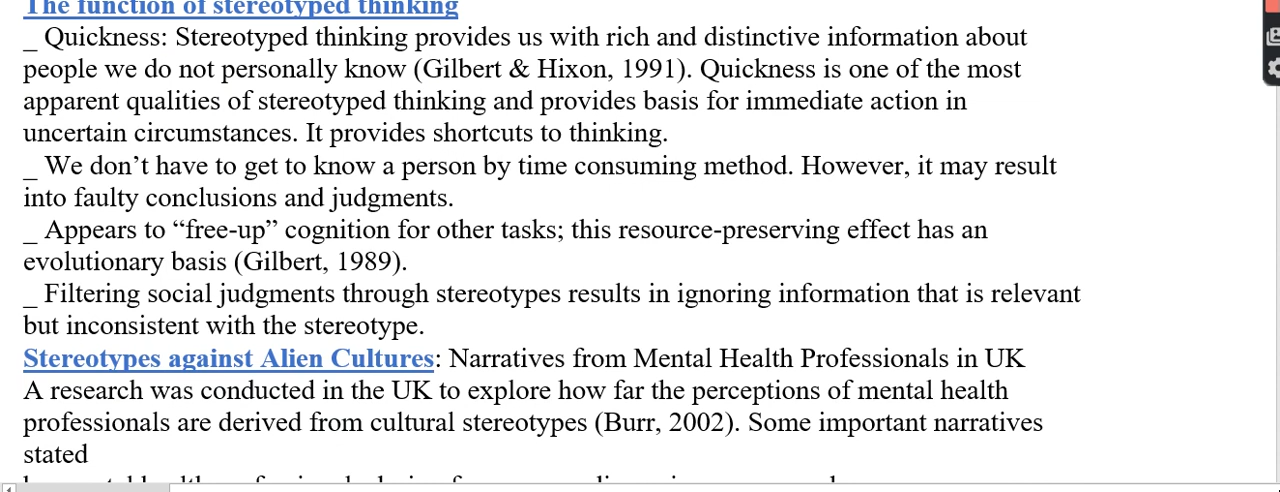 The function of stereotyped thinking
_ Quickness: Stereotyped thinking provides us with rich and distinctive information about
people we do not personally know (Gilbert & Hixon, 1991). Quickness is one of the most
apparent qualities of stereotyped thinking and provides basis for immediate action in
uncertain circumstances. It provides shortcuts to thinking.
_ We don’t have to get to know a person by time consuming method. However, it may result
into faulty conclusions and judgments.
_ Appears to “free-up” cognition for other tasks; this resource-preserving effect has an
evolutionary basis (Gilbert, 1989).
_ Filtering social judgments through stereotypes results in ignoring information that is relevant
but inconsistent with the stereotype.
Stereotypes against Alien Cultures: Narratives from Mental Health Professionals in UK
A research was conducted in the UK to explore how far the perceptions of mental health
professionals are derived from cultural stereotypes (Burr, 2002). Some important narratives
stated